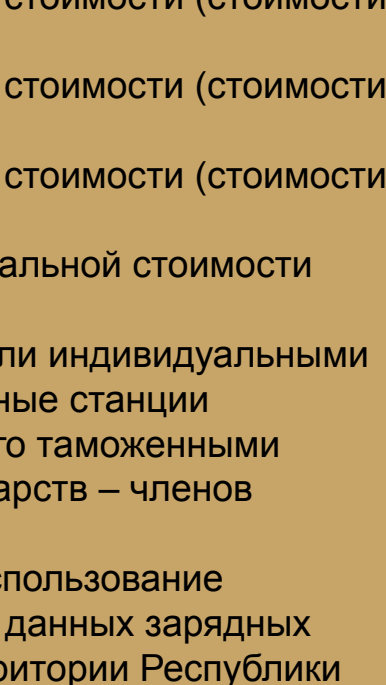 стоимости (стоимости
стоимости (стоимости
стоимости (стоимости
альной стоимости
ли индивидуальными
ные станции
то таможенными
арств – членов
спользование
данных зарядных
ритории Республики